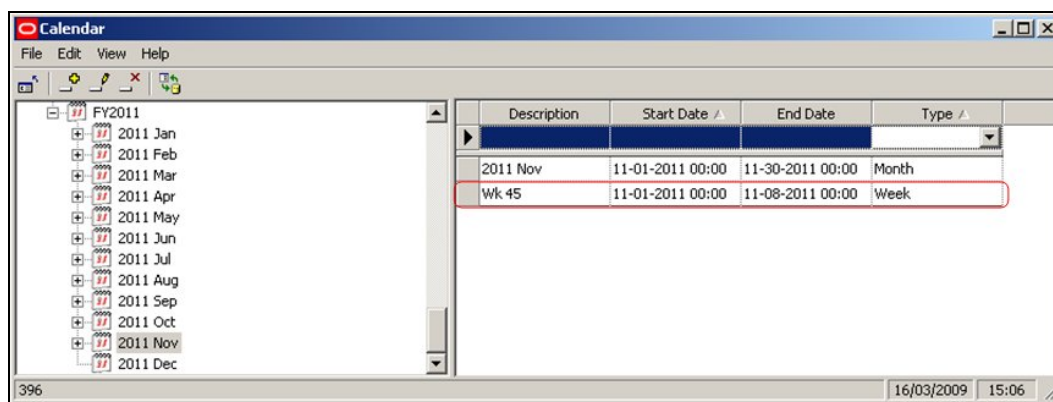 Calendar
File Edit View Help
FY2011
2011 Jan
2011 Feb
2011 Mar
2011 Apr
2011 May
2011 Jun
2011 Jul
2011 Aug
2011 Sep
2011 Oct
2011 Nov
2011 Dec
Description Start Date End Date Type
2011 Nov 11-01-2011 00:00 11-30-2011 00:00 Month
Wk 45 11-01-2011 00:00 11-08-2011 00:00 Week
396 16/03/2009 15:06